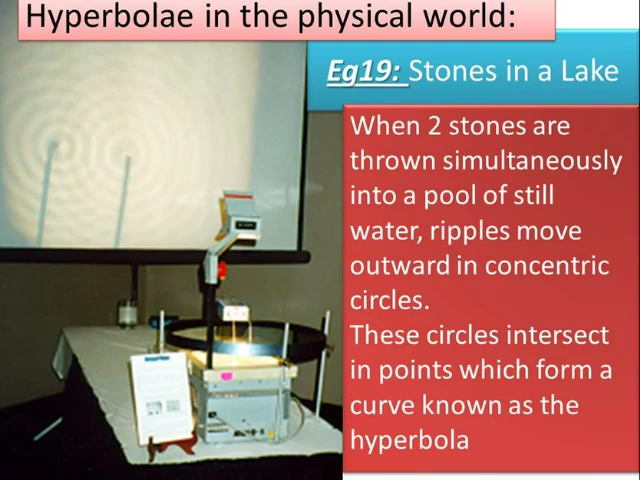 Hyperbolae in the physical world:
Eg19: Stones in a Lake
When 2 stones are
thrown simultaneously
into a pool of still
water, ripples move
outward in concentric
circles.
These circles intersect
in points which form a
curve known as the
hyperbola